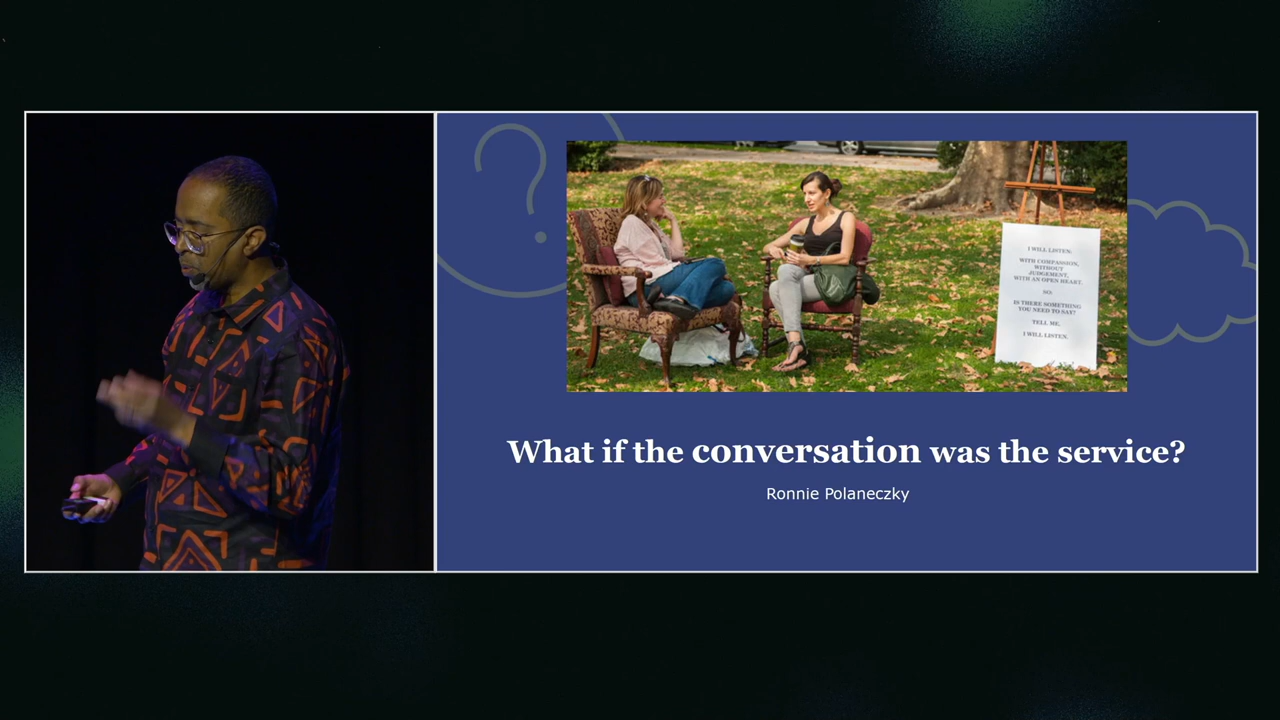 I WILL LISTEN:
WITH COMPASSION,
WITHOUT
JUDGEMENT,
WITH AN OPEN HEART.
SO:
IS THERE SOMETHING
YOU NEED TO SAY?
TELL ME.
I WILL LISTEN.
What if the conversation was the service?
Ronnie Polaneczky